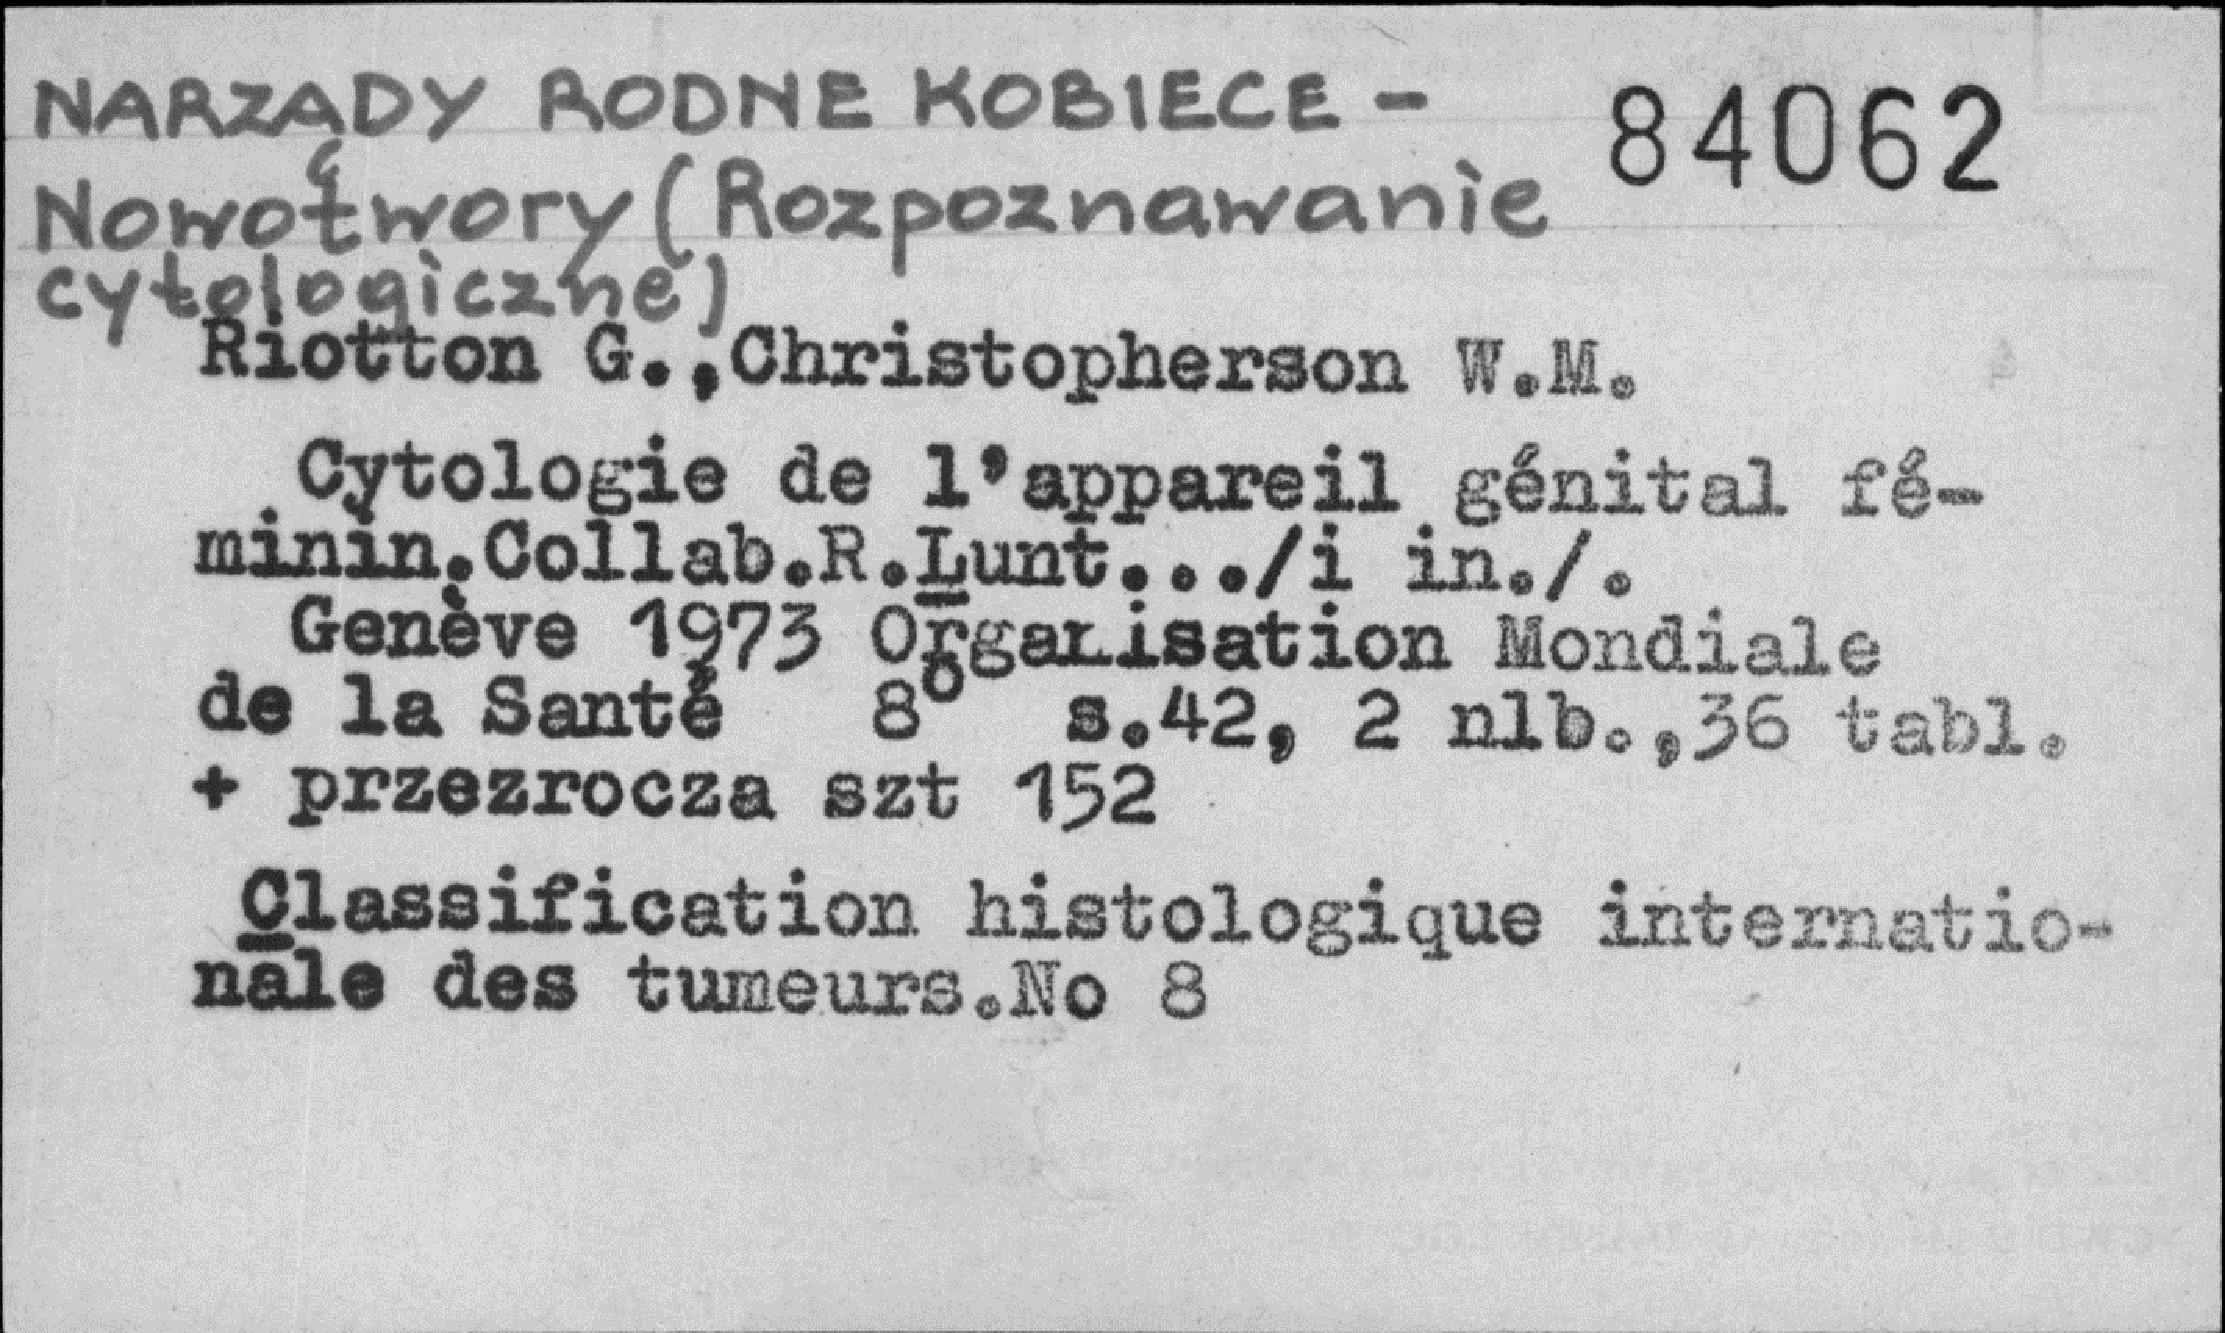 NARZĄDY RODNE KOBIECE -
84062
Nowotwory (Rozpoznawanie
cytologiczne)
Riotton G.,Christopherson W.M.
Cytologie de l'appareil génital fé-
minin.Collab.R.Lunt.../i in./.
Genève 1973 Organisation Mondiale
de la Santé 8° s.42, 2 nlb.,36 tabl.
+ przezrocza szt 152
Classification histologique internatio-
nale des tumeurs.No 8